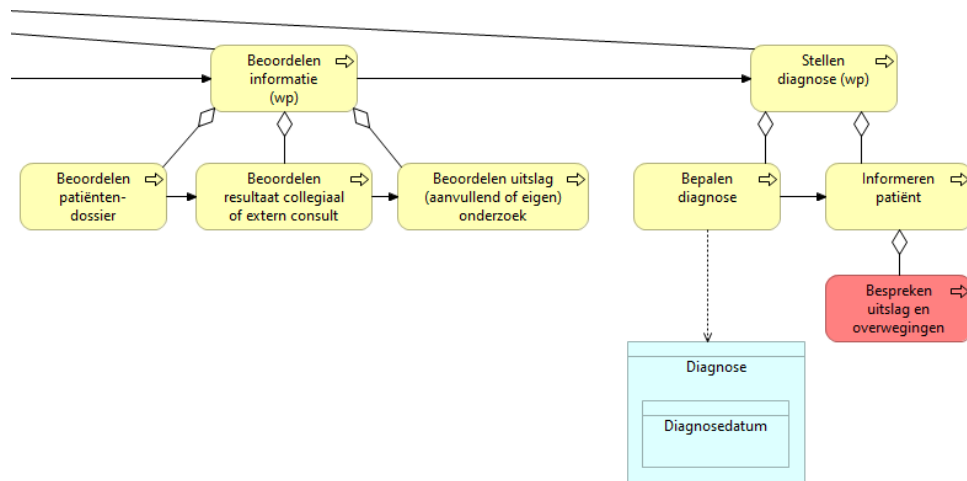 Beoordelen
informatie
(wp)
Stellen
diagnose (wp)
Beoordelen
patiënten-
dossier
Beoordelen
resultaat collegiaal
of extern consult
Beoordelen uitslag
(aanvullend of eigen)
onderzoek
Bepalen
diagnose
Informeren
patiënt
Bespreken
uitslag en
overwegingen
Diagnose
Diagnosedatum